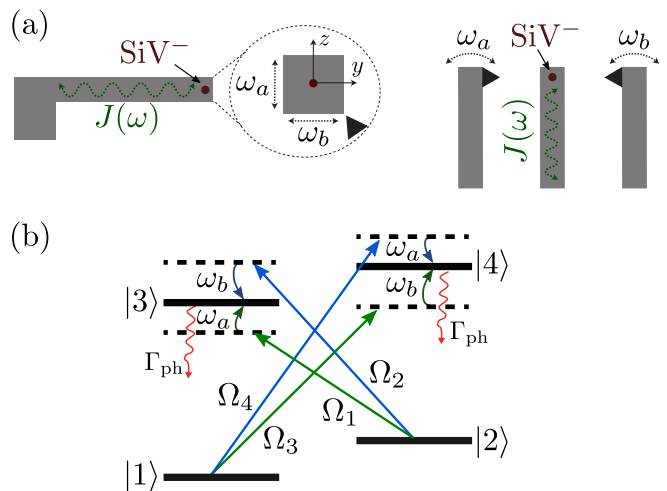 (a)
SiV⁻
J(ω)
z
y
ω_a
ω_b
ω_a
SiV⁻
ω_b
J(ω)
(b)
|3⟩
ω_b
ω_a
Γ_ph
ω_a
|4⟩
ω_b
Γ_ph
Ω_4
Ω_3
Ω_1
Ω_2
|1⟩
|2⟩